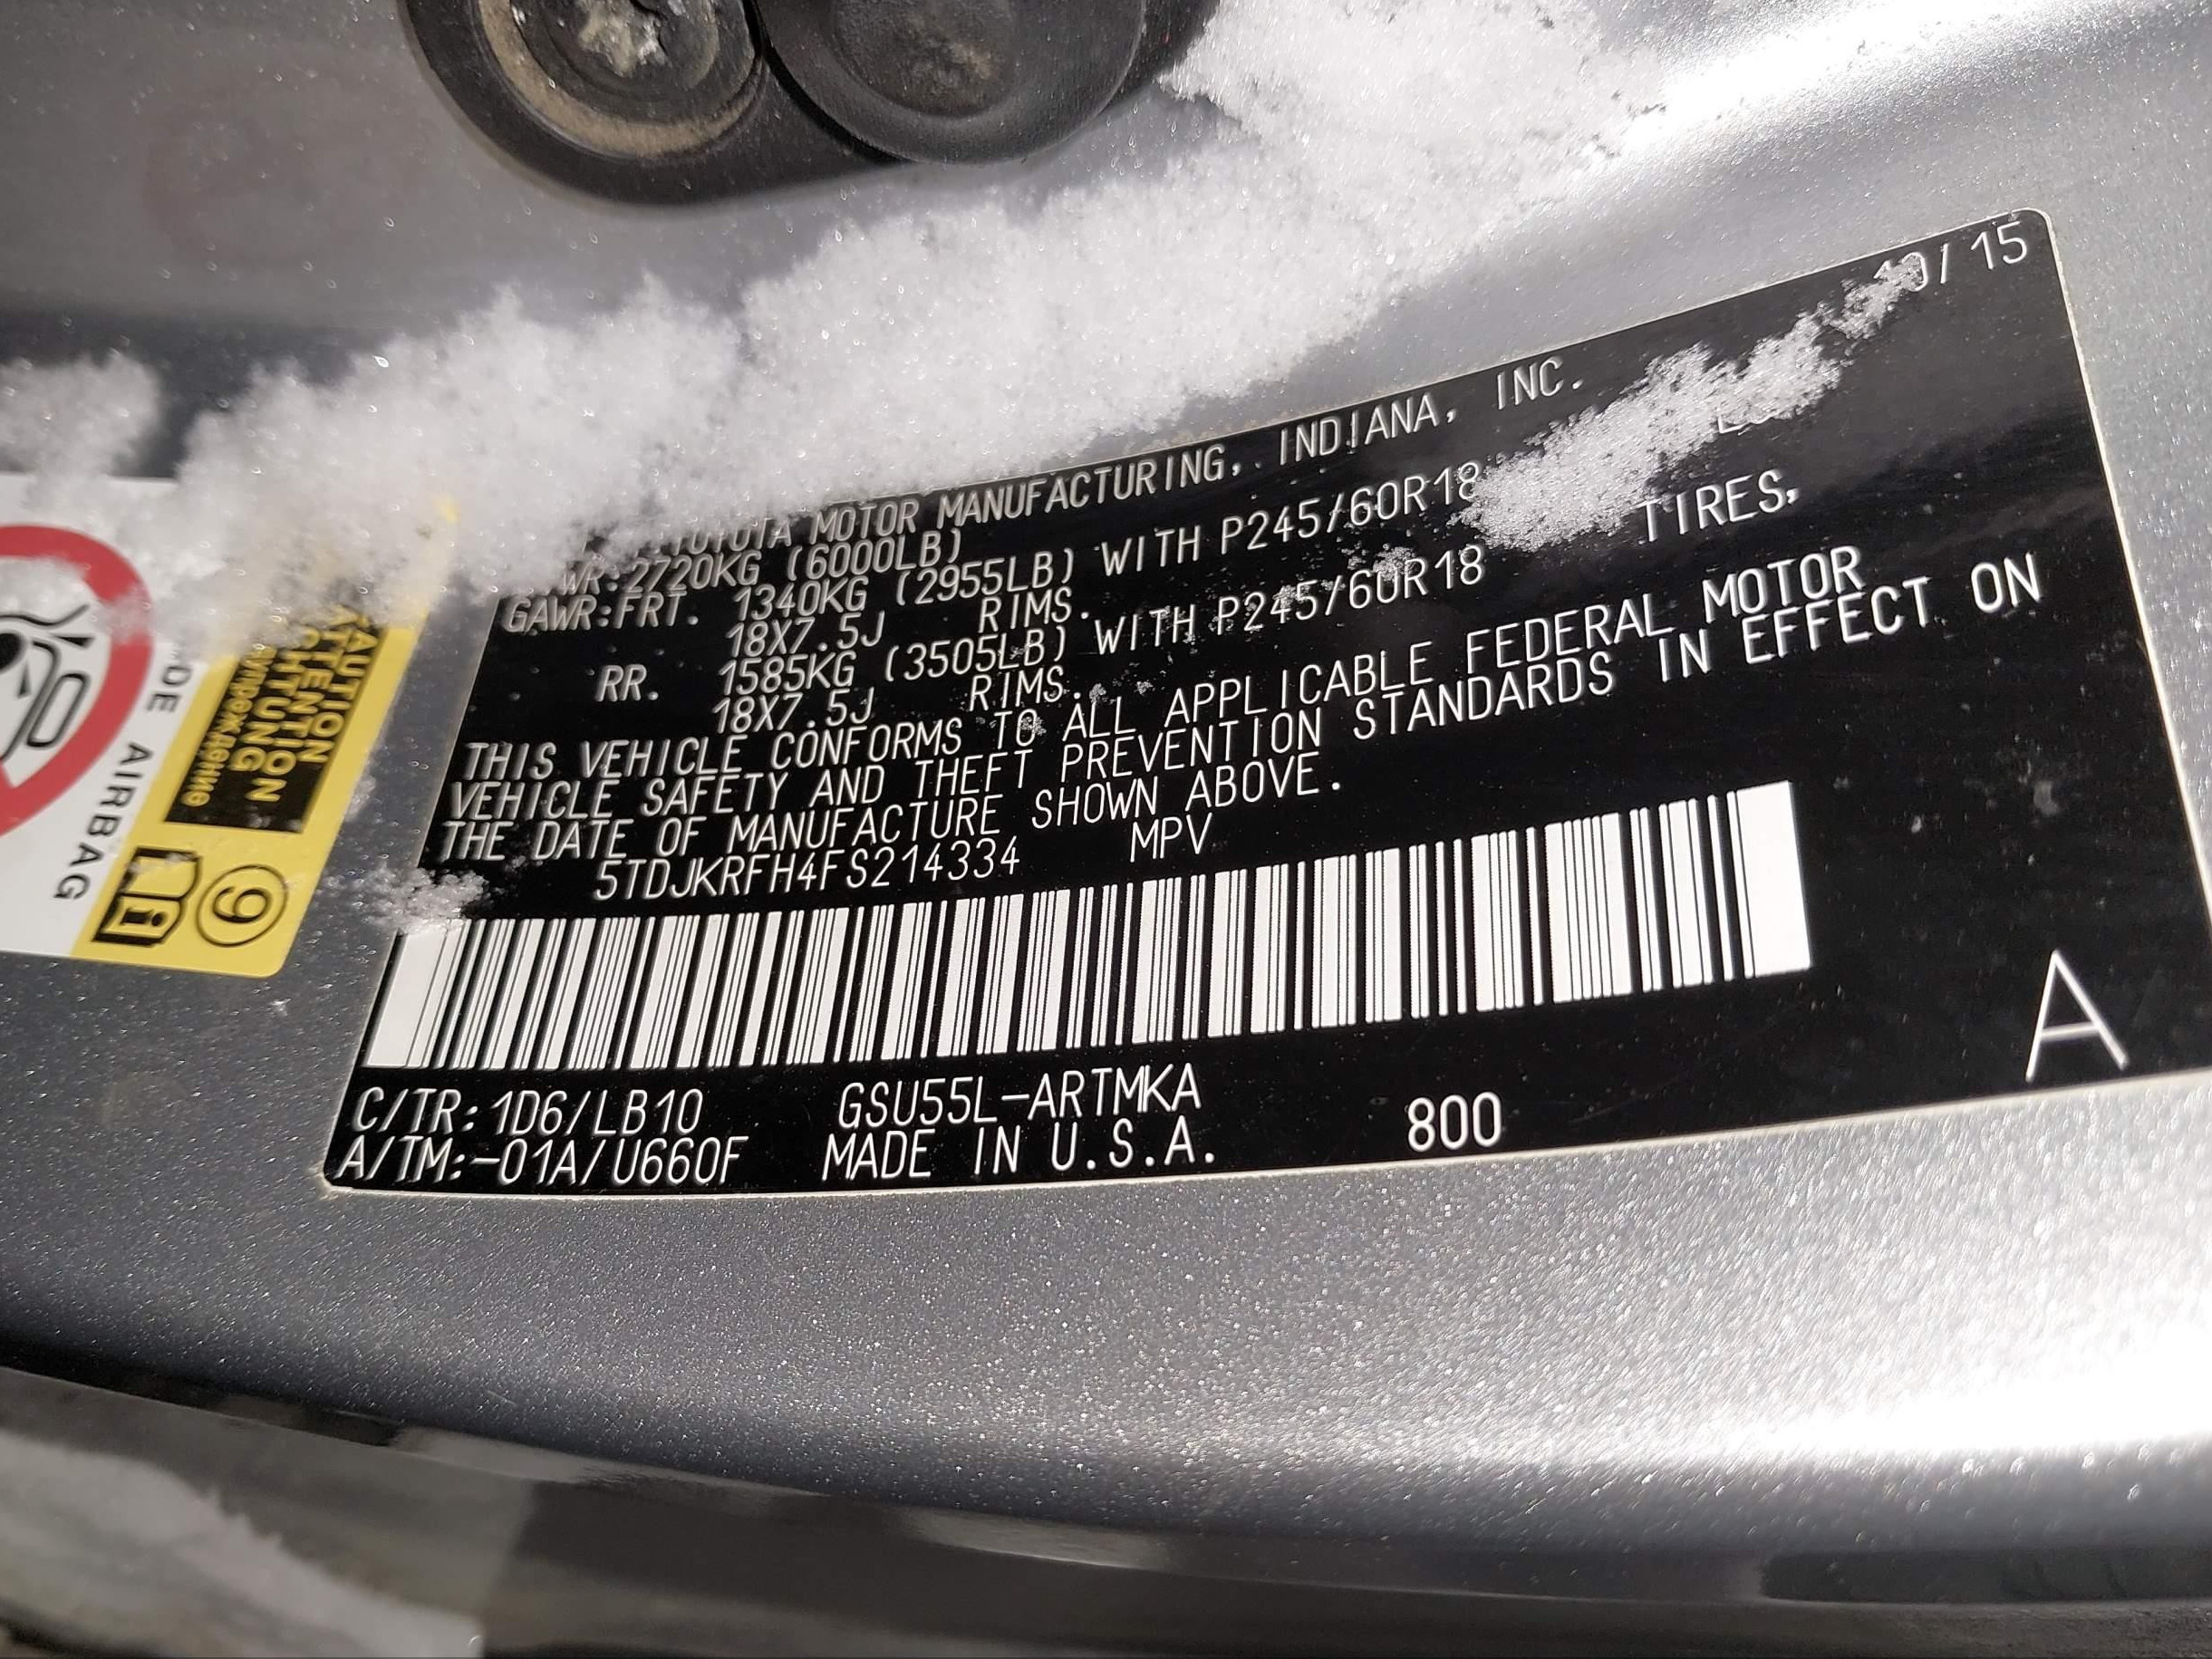 10/15
TOYOTA MOTOR MANUFACTURING, INDIANA, INC.
GVWR:2720KG (6000LB)
GAWR:FRT. 1340KG (2955LB) WITH P245/60R18
18X7.5J RIMS. TIRES,
RR. 1585KG (3505LB) WITH P245/60R18
18X7.5J RIMS.
THIS VEHICLE CONFORMS TO ALL APPLICABLE FEDERAL MOTOR
VEHICLE SAFETY AND THEFT PREVENTION STANDARDS IN EFFECT ON
THE DATE OF MANUFACTURE SHOWN ABOVE.
5TDJKRFH4FS214334 MPV
C/TR:1D6/LB10 GSU55L-ARTMKA
A/TM:-01A/U660F MADE IN U.S.A. 800
A
AIRBAG
9